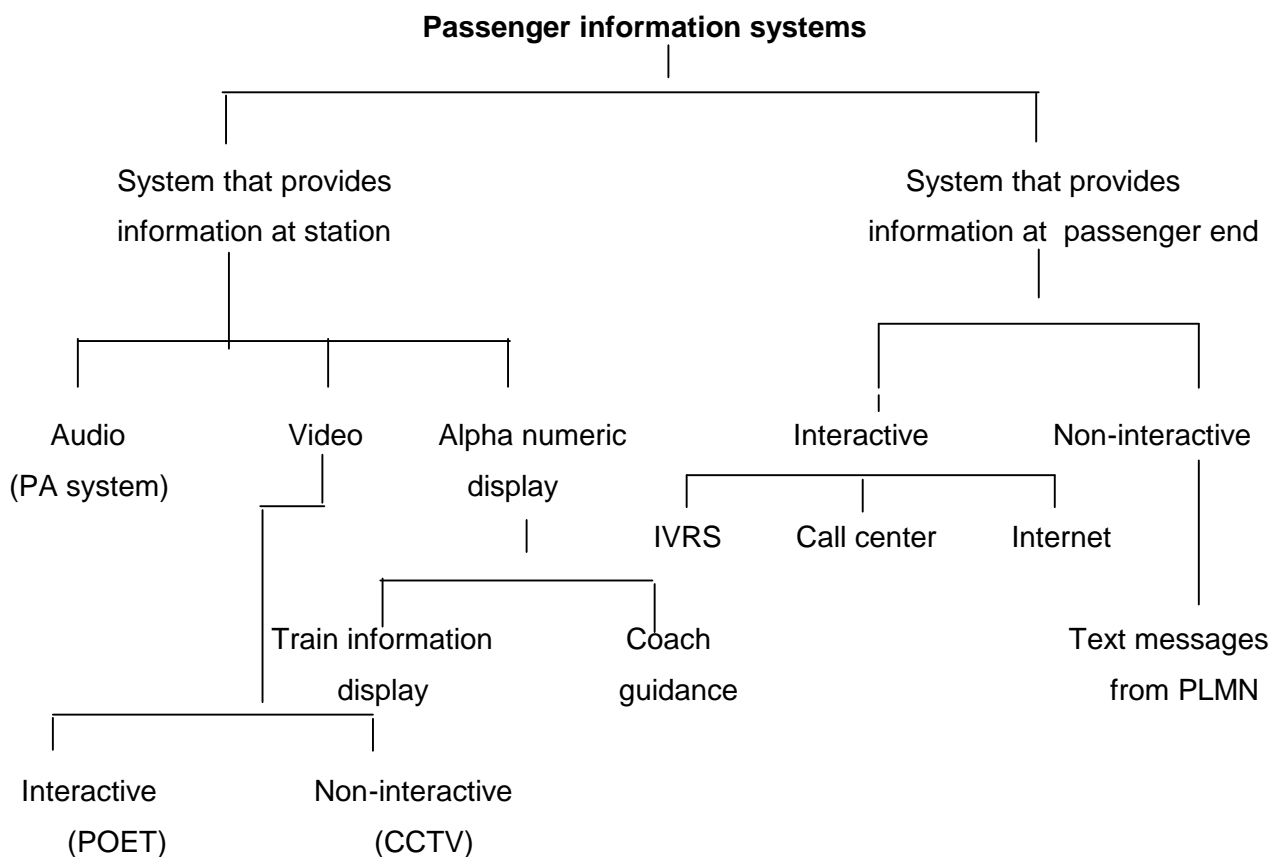 Passenger information systems
System that provides
information at station
System that provides
information at passenger end
Audio
(PA system)
Video
Alpha numeric
display
Interactive
Non-interactive
IVRS
Call center
Internet
Train information
display
Coach
guidance
Text messages
from PLMN
Interactive
(POET)
Non-interactive
(CCTV)